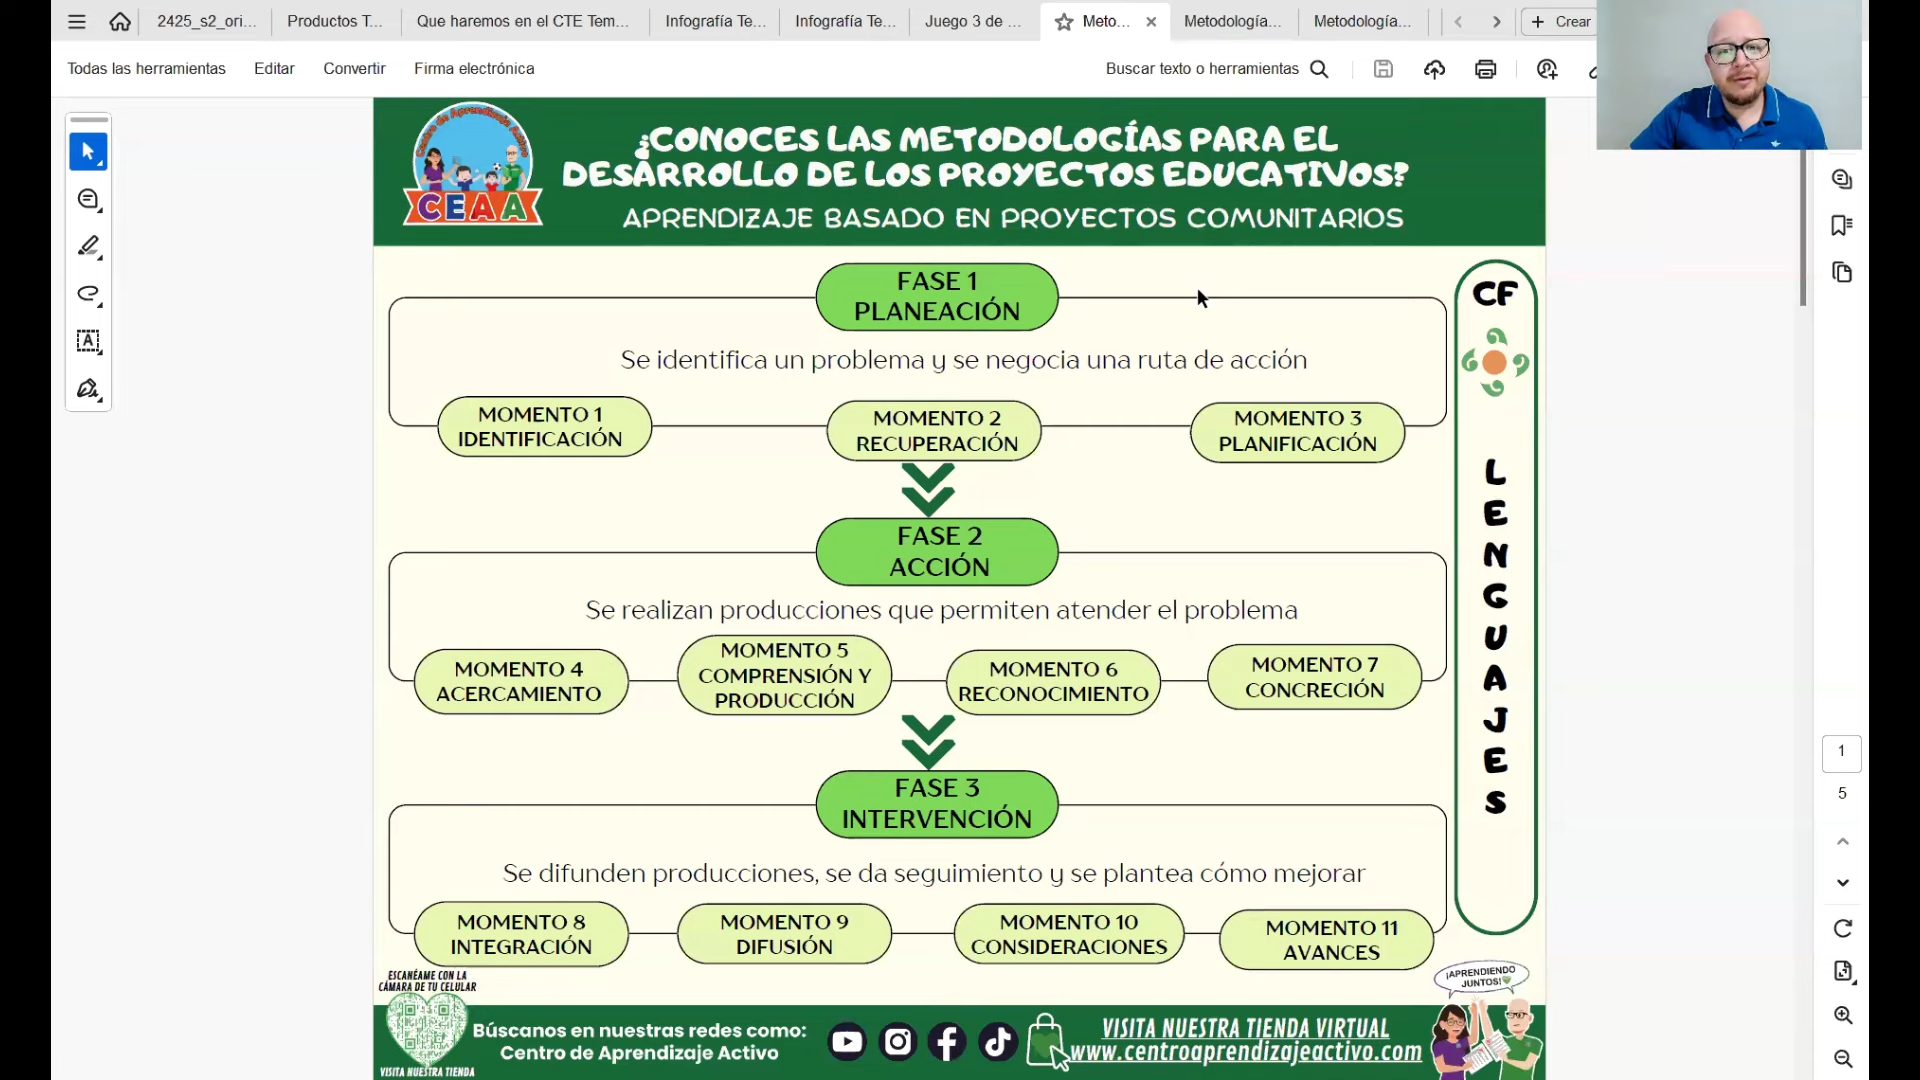 2425_s2_ori...
Productos T...
Que haremos en el CTE Tem...
Infografía Te...
Infografía Te...
Juego 3 de ...
Meto...
Metodología...
Metodología...
Crear
Todas las herramientas
Editar
Convertir
Firma electrónica
Buscar texto o herramientas
Centro de Aprendizaje Activo
CEAA
¿CONOCES LAS METODOLOGÍAS PARA EL
DESARROLLO DE LOS PROYECTOS EDUCATIVOS?
APRENDIZAJE BASADO EN PROYECTOS COMUNITARIOS
FASE 1
PLANEACIÓN
Se identifica un problema y se negocia una ruta de acción
MOMENTO 1
IDENTIFICACIÓN
MOMENTO 2
RECUPERACIÓN
MOMENTO 3
PLANIFICACIÓN
FASE 2
ACCIÓN
Se realizan producciones que permiten atender el problema
MOMENTO 4
ACERCAMIENTO
MOMENTO 5
COMPRENSIÓN Y
PRODUCCIÓN
MOMENTO 6
RECONOCIMIENTO
MOMENTO 7
CONCRECIÓN
FASE 3
INTERVENCIÓN
Se difunden producciones, se da seguimiento y se plantea cómo mejorar
MOMENTO 8
INTEGRACIÓN
MOMENTO 9
DIFUSIÓN
MOMENTO 10
CONSIDERACIONES
MOMENTO 11
AVANCES
CF
LENGUAJES
ESCANÉAME CON LA
CÁMARA DE TU CELULAR
VISITA NUESTRA TIENDA
Búscanos en nuestras redes como:
Centro de Aprendizaje Activo
VISITA NUESTRA TIENDA VIRTUAL
www.centroaprendizajeactivo.com
¡APRENDIENDO
JUNTOS!
1
5